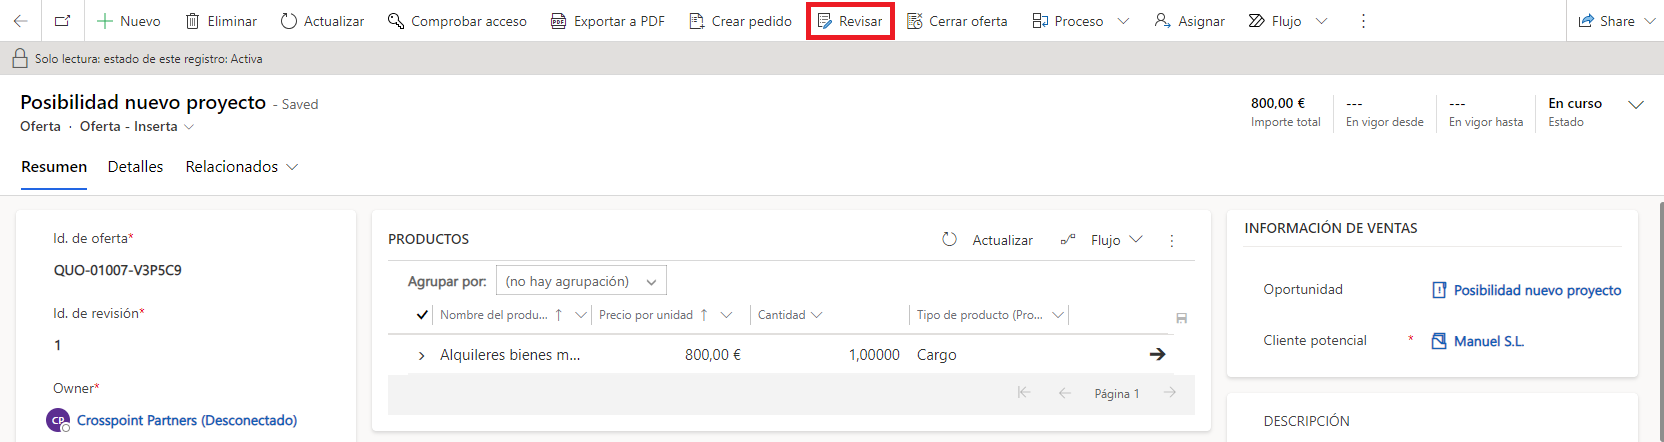 Nuevo Eliminar Actualizar Comprobar acceso Exportar a PDF Crear pedido Revisar Cerrar oferta Proceso Asignar Flujo Share
Solo lectura: estado de este registro: Activa
Posibilidad nuevo proyecto - Saved
Oferta · Oferta - Inserta
800,00 € --- --- En curso
Importe total En vigor desde En vigor hasta Estado
Resumen Detalles Relacionados
Id. de oferta*
QUO-01007-V3P5C9
Id. de revisión*
1
Owner*
CP Crosspoint Partners (Desconectado)
PRODUCTOS Actualizar Flujo
Agrupar por: (no hay agrupación)
Nombre del produ... Precio por unidad Cantidad Tipo de producto (Pro...
Alquileres bienes m... 800,00 € 1,00000 Cargo
Página 1
INFORMACIÓN DE VENTAS
Oportunidad Posibilidad nuevo proyecto
Cliente potencial * Manuel S.L.
DESCRIPCIÓN